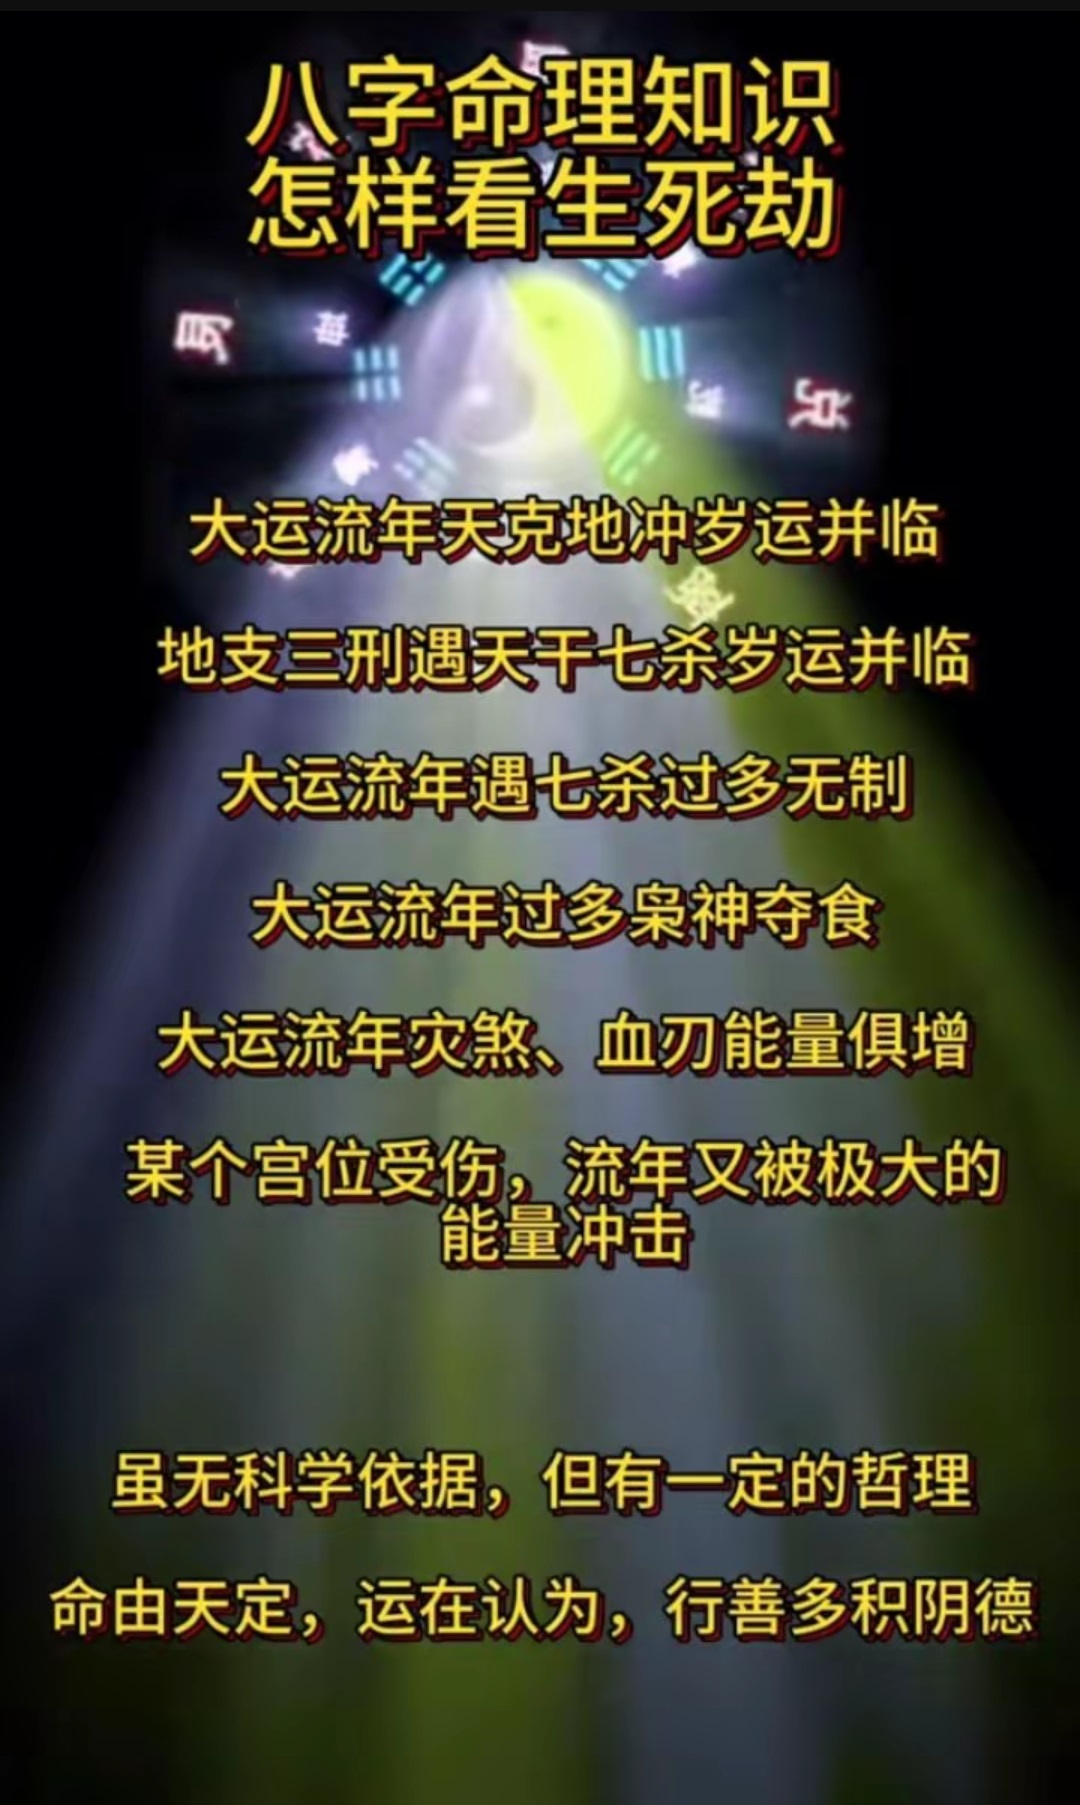 八字命理知识
怎样看生死劫
大运流年天克地冲岁运并临
地支三刑遇天干七杀岁运并临
大运流年遇七杀过多无制
大运流年过多枭神夺食
大运流年灾煞、血刃能量俱增
某个宫位受伤，流年又被极大的
能量冲击
虽无科学依据，但有一定的哲理
命由天定，运在认为，行善多积阴德